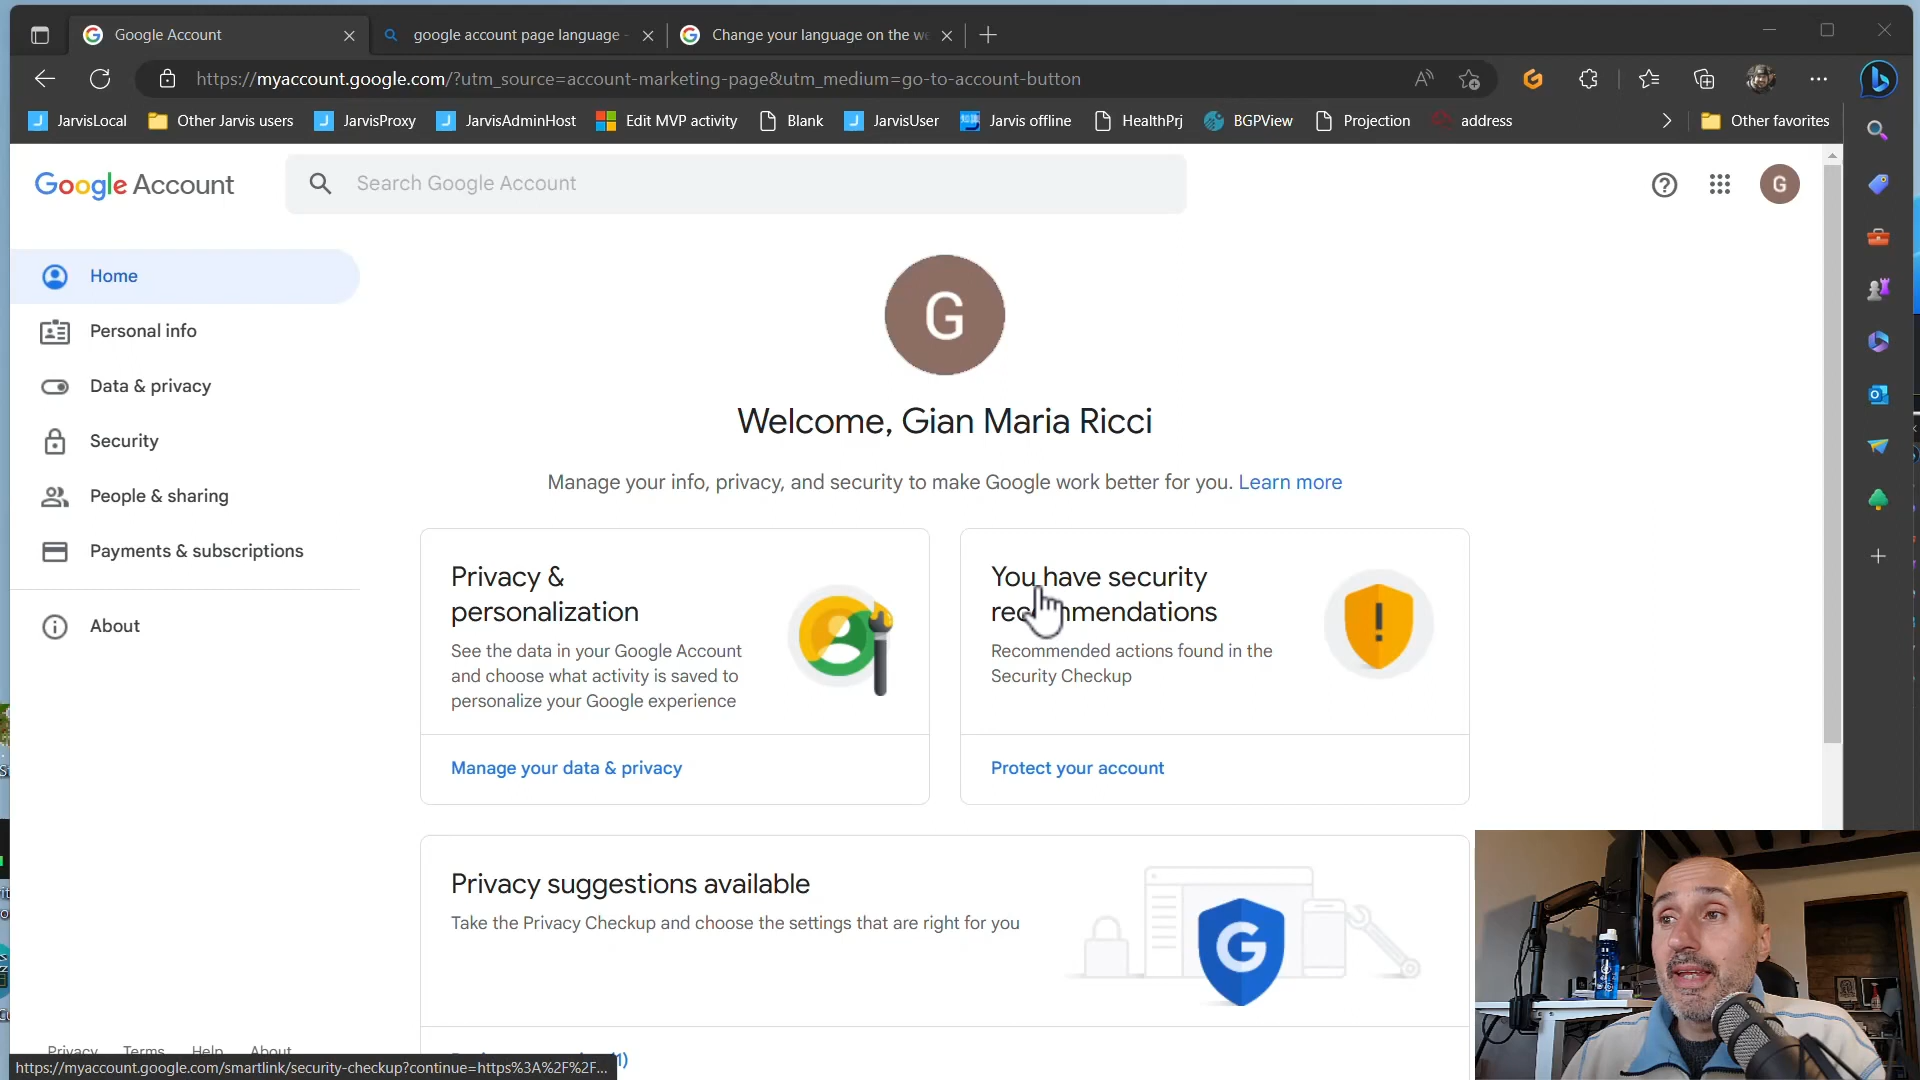 Google Account
google account page language -
Change your language on the we
https://myaccount.google.com/?utm_source=account-marketing-page&utm_medium=go-to-account-button
JarvisLocal
Other Jarvis users
JarvisProxy
JarvisAdminHost
Edit MVP activity
Blank
JarvisUser
Jarvis offline
HealthPrj
BGPView
Projection
address
Other favorites
Google Account
Search Google Account
G
Home
Personal info
Data & privacy
Security
People & sharing
Payments & subscriptions
About
G
Welcome, Gian Maria Ricci
Manage your info, privacy, and security to make Google work better for you. Learn more
Privacy &
personalization
See the data in your Google Account
and choose what activity is saved to
personalize your Google experience
Manage your data & privacy
You have security
recommendations
Recommended actions found in the
Security Checkup
Protect your account
Privacy suggestions available
Take the Privacy Checkup and choose the settings that are right for you
G
Privacy
Terms
Help
About
https://myaccount.google.com/smartlink/security-checkup?continue=https%3A%2F%2F...